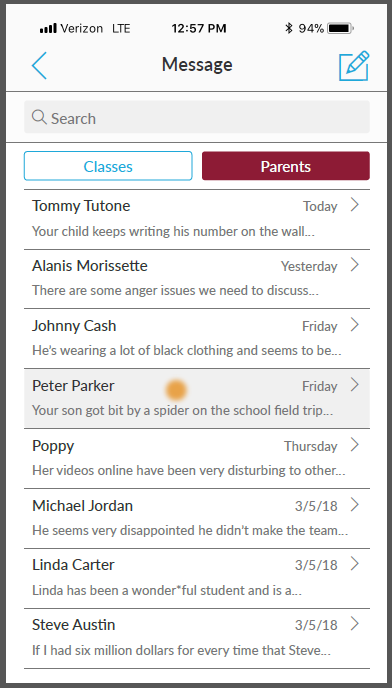 Verizon LTE 12:57 PM 94%
Message
Search
Classes Parents
Tommy Tutone Today
Your child keeps writing his number on the wall...
Alanis Morissette Yesterday
There are some anger issues we need to discuss...
Johnny Cash Friday
He's wearing a lot of black clothing and seems to be...
Peter Parker Friday
Your son got bit by a spider on the school field trip...
Poppy Thursday
Her videos online have been very disturbing to other...
Michael Jordan 3/5/18
He seems very disappointed he didn't make the team...
Linda Carter 3/5/18
Linda has been a wonder*ful student and is a...
Steve Austin 3/5/18
If I had six million dollars for every time that Steve...